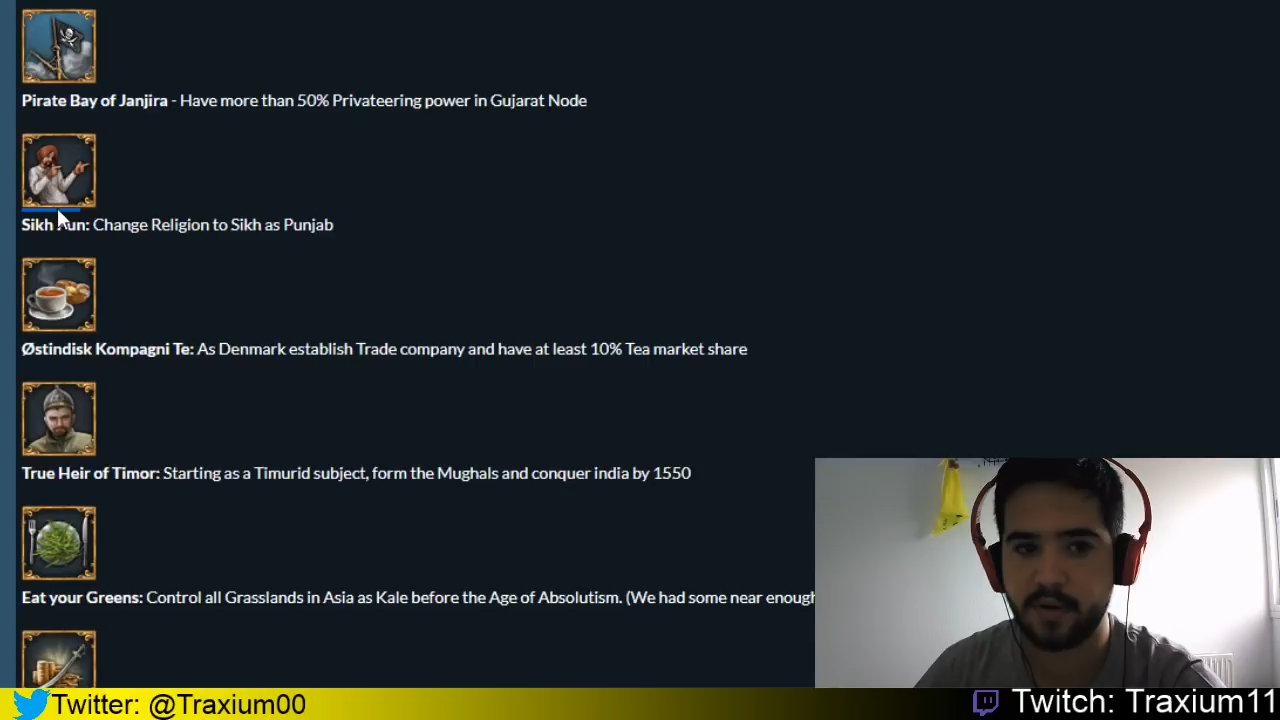 Pirate Bay of Janjira - Have more than 50% Privateering power in Gujarat Node
Sikh Pun: Change Religion to Sikh as Punjab
Østindisk Kompagni Te: As Denmark establish Trade company and have at least 10% Tea market share
True Heir of Timor: Starting as a Timurid subject, form the Mughals and conquer india by 1550
Eat your Greens: Control all Grasslands in Asia as Kale before the Age of Absolutism. (We had some near enough
Twitter: @Traxium00
Twitch: Traxium11